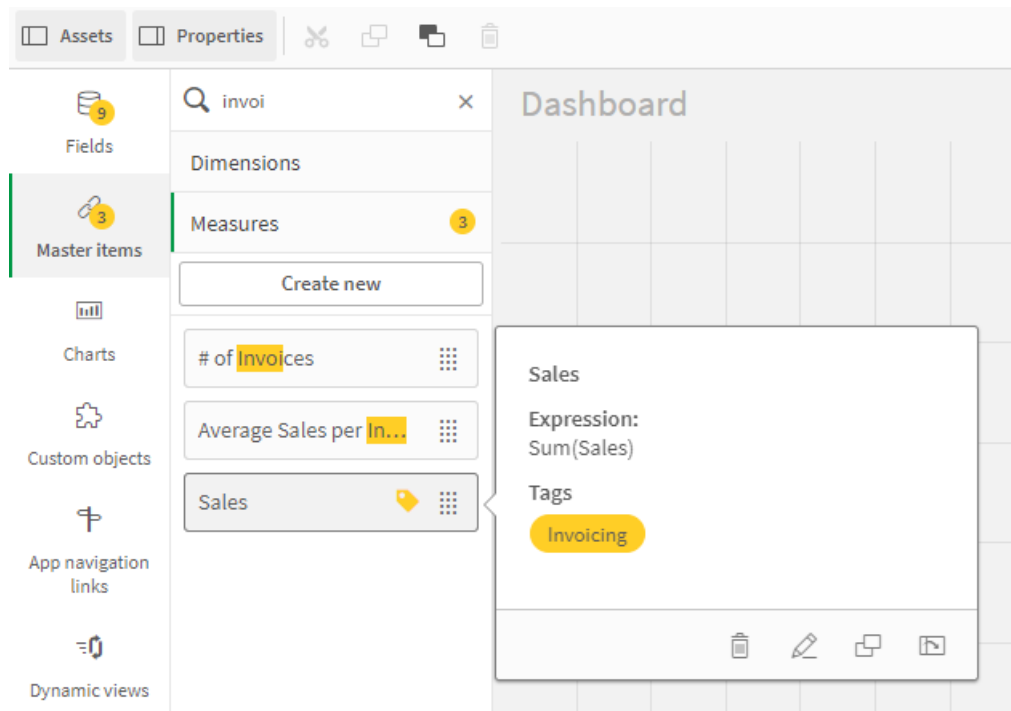 Assets Properties
9
Fields
3
Master items
Charts
Custom objects
App navigation
links
Dynamic views
invoi
Dimensions
Measures 3
Create new
# of Invoices
Average Sales per In...
Sales
Dashboard
Sales
Expression:
Sum(Sales)
Tags
Invoicing